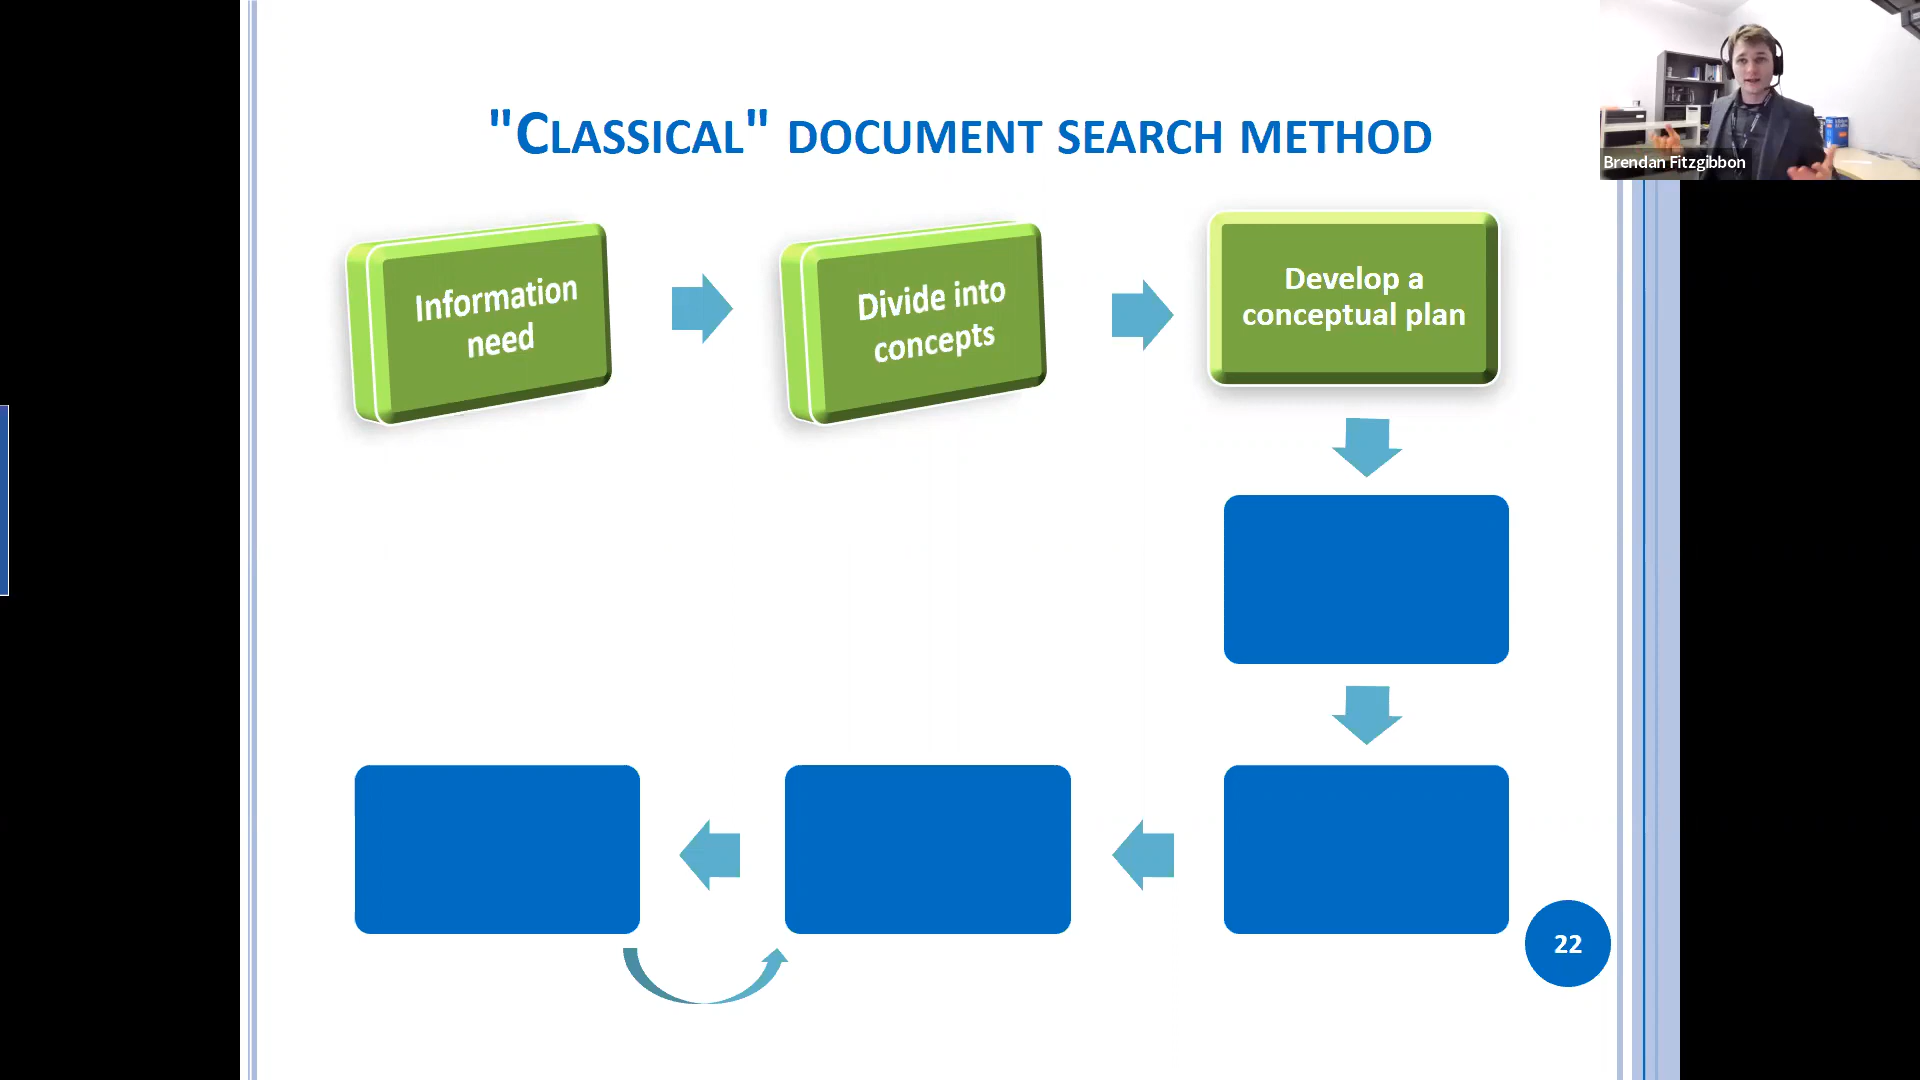 "Classical" document search method
Brendan Fitzgibbon
Information
need
Divide into
concepts
Develop a
conceptual plan
22